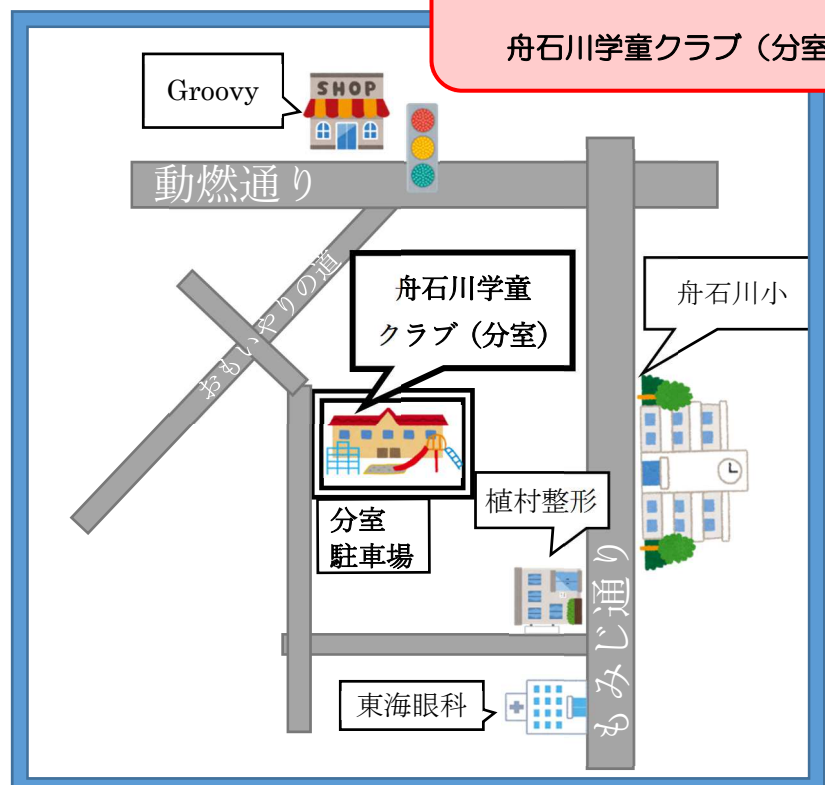 舟石川学童クラブ（分室
Groovy
SHOP
動燃通り
おもいやりの道
舟石川学童
クラブ（分室）
舟石川小
植村整形
分室
駐車場
もみじ通り
東海眼科